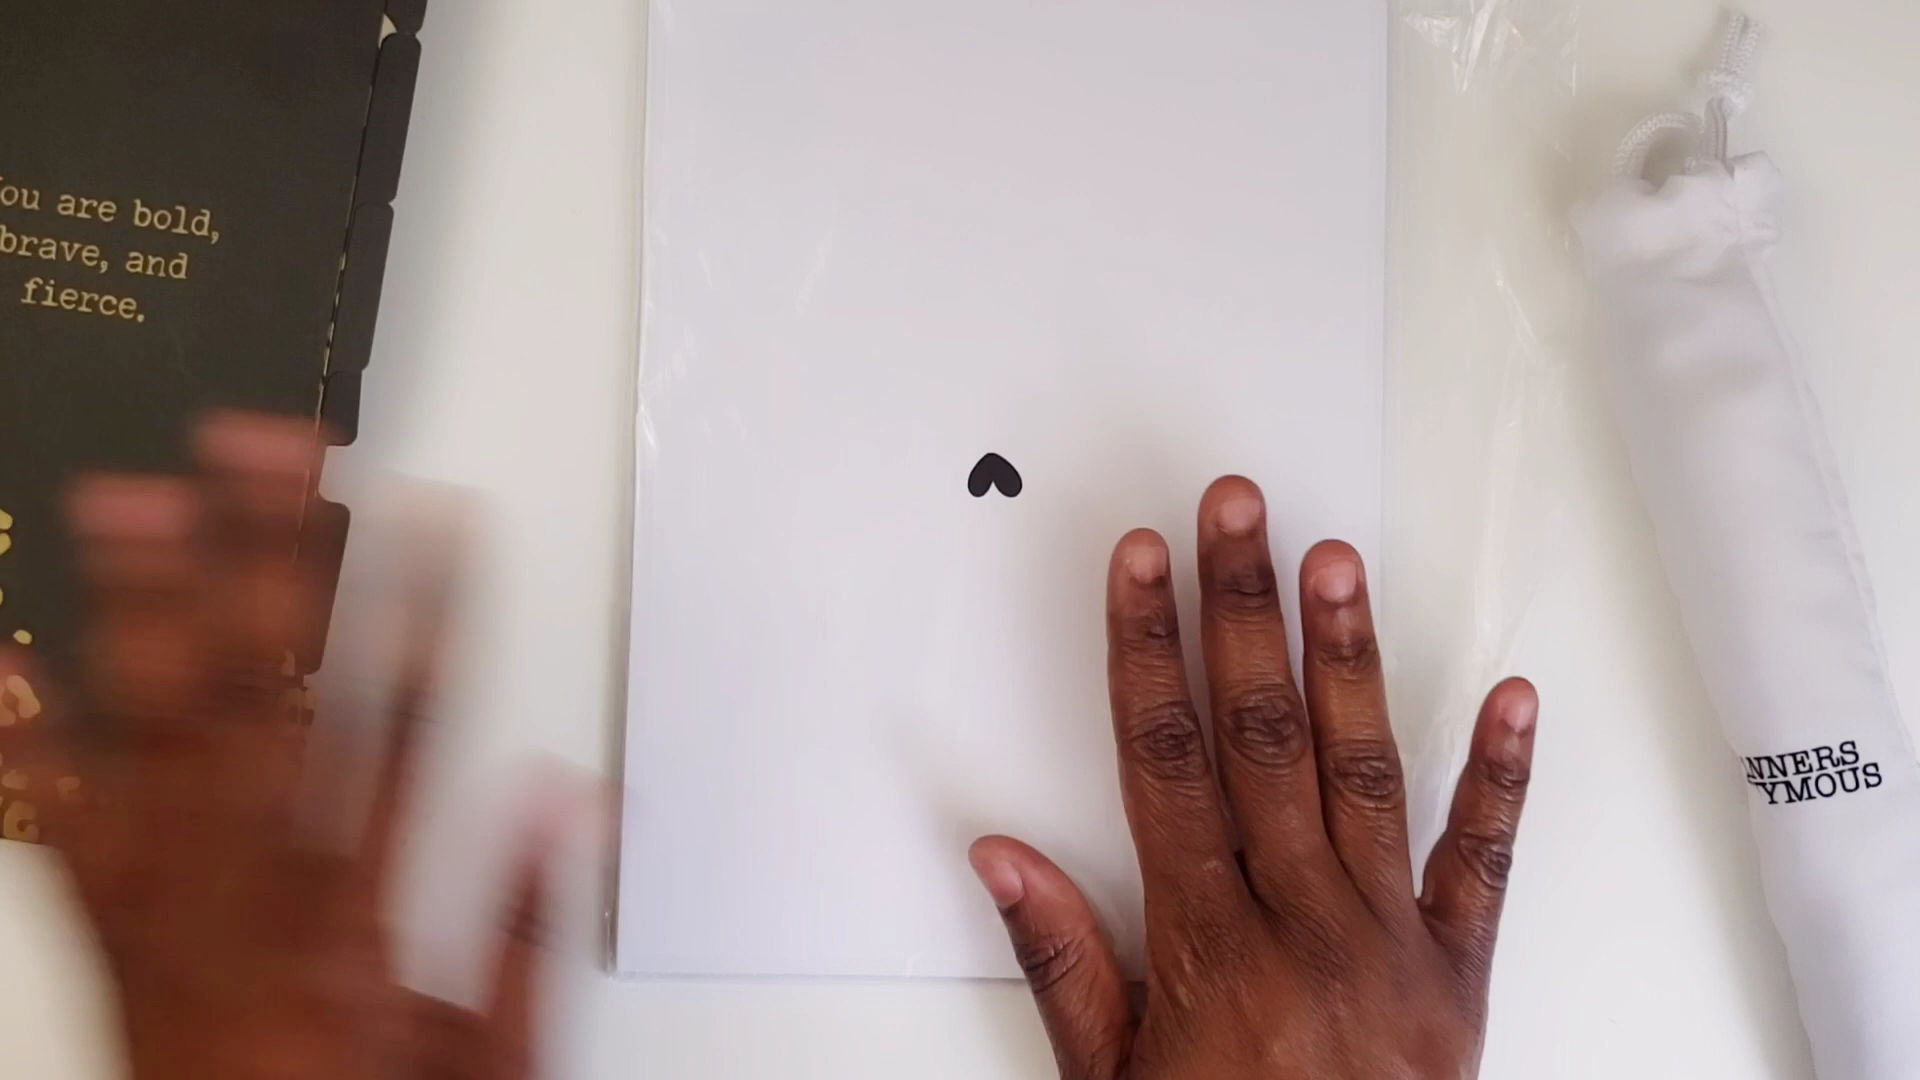 ou are bold,
brave, and
fierce.
NNERS
YMOUS